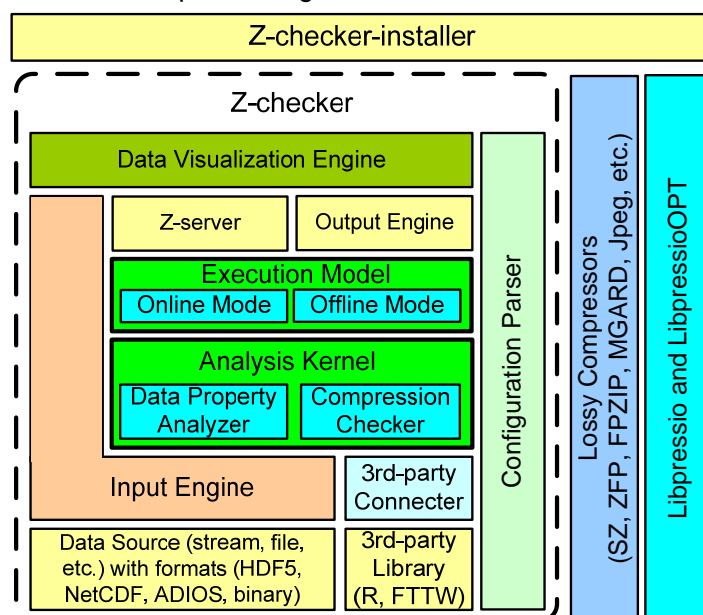 Z-checker-installer
Z-checker
Data Visualization Engine
Z-server
Output Engine
Execution Model
Online Mode
Offline Mode
Analysis Kernel
Data Property
Analyzer
Compression
Checker
Input Engine
3rd-party
Connecter
Data Source (stream, file,
etc.) with formats (HDF5,
NetCDF, ADIOS, binary)
3rd-party
Library
(R, FTTW)
Configuration Parser
Lossy Compressors
(SZ, ZFP, FPZIP, MGARD, Jpeg, etc.)
Libpressio and LibpressioOPT